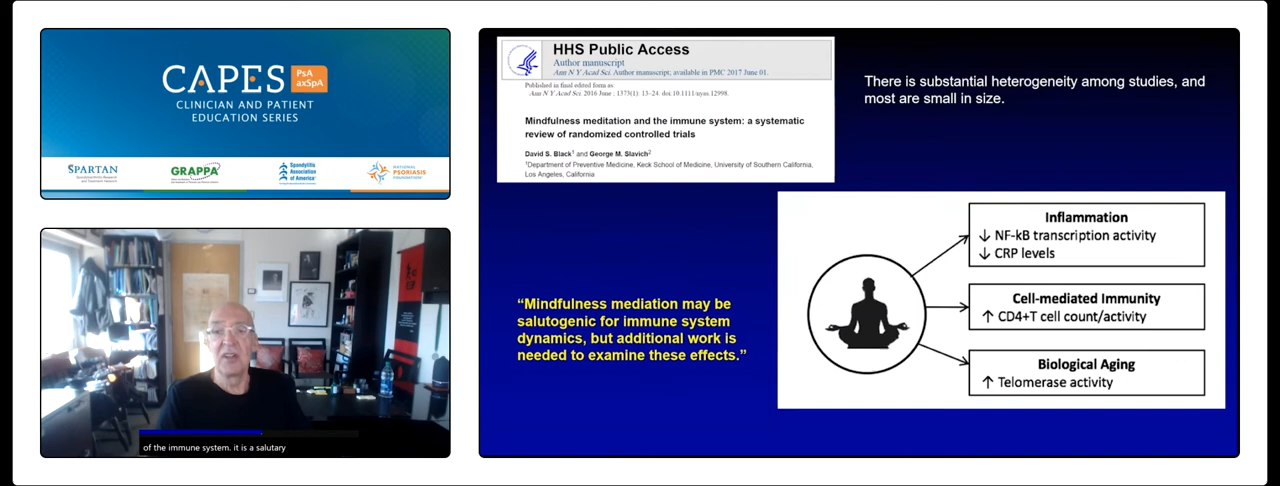 CAPES PsA
axSpA
CLINICIAN AND PATIENT
EDUCATION SERIES
SPARTAN
GRAPPA
Spondylitis
Association
of America
NATIONAL
PSORIASIS
FOUNDATION
of the immune system. it is a salutary
HHS Public Access
Author manuscript
Ann N Y Acad Sci. Author manuscript, available in PMC 2017 June 01.
Published in final edited form as:
Ann N Y Acad Sci. 2016 June ; 1373(1): 13–24. doi:10.1111/nyas.12998.
Mindfulness meditation and the immune system: a systematic
review of randomized controlled trials
David S. Black1 and George M. Slavich2
1Department of Preventive Medicine, Keck School of Medicine, University of Southern California,
Los Angeles, California
There is substantial heterogeneity among studies, and
most are small in size.
“Mindfulness mediation may be
salutogenic for immune system
dynamics, but additional work is
needed to examine these effects.”
Inflammation
↓ NF-kB transcription activity
↓ CRP levels
Cell-mediated Immunity
↑ CD4+T cell count/activity
Biological Aging
↑ Telomerase activity